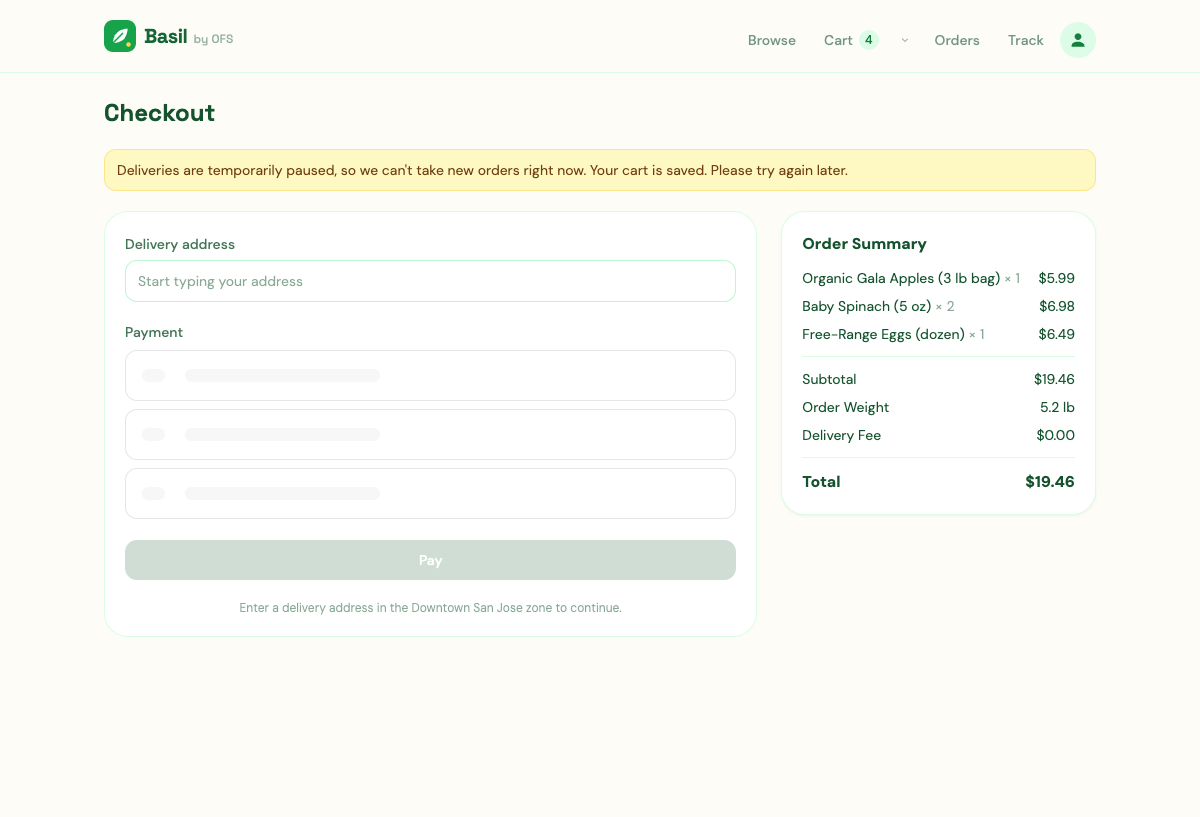 Basil by OFS
Browse
Cart 4
Orders
Track
Checkout
Deliveries are temporarily paused, so we can't take new orders right now. Your cart is saved. Please try again later.
Delivery address
Start typing your address
Payment
Pay
Enter a delivery address in the Downtown San Jose zone to continue.
Order Summary
Organic Gala Apples (3 lb bag) × 1 $5.99
Baby Spinach (5 oz) × 2 $6.98
Free-Range Eggs (dozen) × 1 $6.49
Subtotal $19.46
Order Weight 5.2 lb
Delivery Fee $0.00
Total $19.46